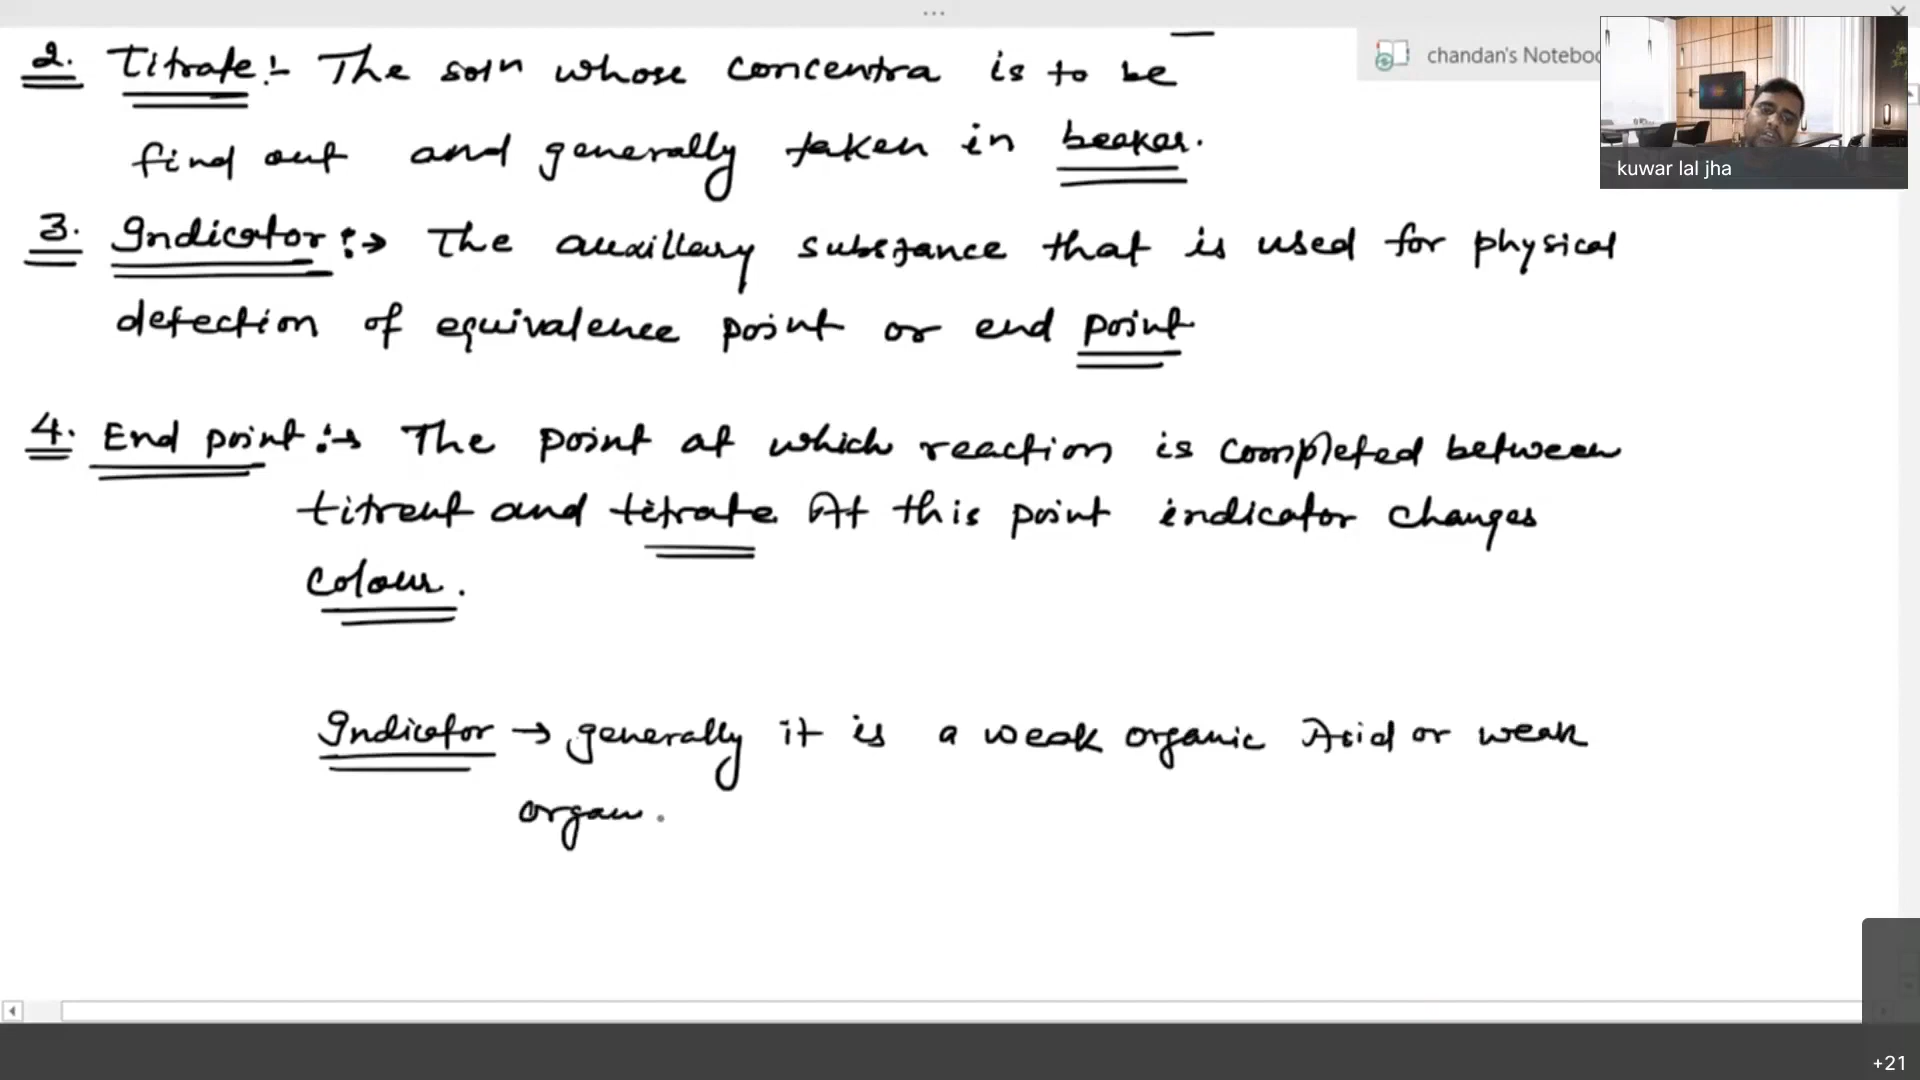 2. Titrate :- The soln whose concentra is to be
chandan's Noteboo
find out and generally taken in beaker.
kuwar lal jha
3. Indicator :→ The auxillary substance that is used for physical
detection of equivalence point or end point
4. End point :→ The point at which reaction is completed between
titrent and titrate. At this point indicator changes
Colour.
Indicator → generally it is a weak organic Acid or weak
organ.
+21